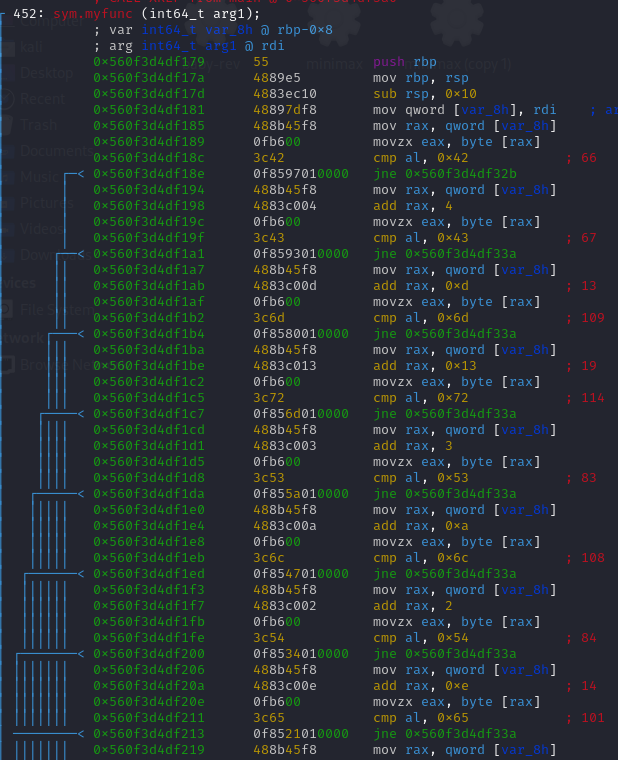 452: sym.myfunc (int64_t arg1);
; var int64_t var_8h @ rbp-0x8
; arg int64_t arg1 @ rdi
0x560f3d4df179 55 push rbp
0x560f3d4df17a 4889e5 mov rbp, rsp
0x560f3d4df17d 4883ec10 sub rsp, 0x10
0x560f3d4df181 48897df8 mov qword [var_8h], rdi ; a
0x560f3d4df185 488b45f8 mov rax, qword [var_8h]
0x560f3d4df189 0fb600 movzx eax, byte [rax]
0x560f3d4df18c 3c42 cmp al, 0x42 ; 66
0x560f3d4df18e 0f8597010000 jne 0x560f3d4df32b
0x560f3d4df194 488b45f8 mov rax, qword [var_8h]
0x560f3d4df198 4883c004 add rax, 4
0x560f3d4df19c 0fb600 movzx eax, byte [rax]
0x560f3d4df19f 3c43 cmp al, 0x43 ; 67
0x560f3d4df1a1 0f8593010000 jne 0x560f3d4df33a
0x560f3d4df1a7 488b45f8 mov rax, qword [var_8h]
0x560f3d4df1ab 4883c00d add rax, 0xd ; 13
0x560f3d4df1af 0fb600 movzx eax, byte [rax]
0x560f3d4df1b2 3c6d cmp al, 0x6d ; 109
0x560f3d4df1b4 0f8580010000 jne 0x560f3d4df33a
0x560f3d4df1ba 488b45f8 mov rax, qword [var_8h]
0x560f3d4df1be 4883c013 add rax, 0x13 ; 19
0x560f3d4df1c2 0fb600 movzx eax, byte [rax]
0x560f3d4df1c5 3c72 cmp al, 0x72 ; 114
0x560f3d4df1c7 0f856d010000 jne 0x560f3d4df33a
0x560f3d4df1cd 488b45f8 mov rax, qword [var_8h]
0x560f3d4df1d1 4883c003 add rax, 3
0x560f3d4df1d5 0fb600 movzx eax, byte [rax]
0x560f3d4df1d8 3c53 cmp al, 0x53 ; 83
0x560f3d4df1da 0f855a010000 jne 0x560f3d4df33a
0x560f3d4df1e0 488b45f8 mov rax, qword [var_8h]
0x560f3d4df1e4 4883c00a add rax, 0xa
0x560f3d4df1e8 0fb600 movzx eax, byte [rax]
0x560f3d4df1eb 3c6c cmp al, 0x6c ; 108
0x560f3d4df1ed 0f8547010000 jne 0x560f3d4df33a
0x560f3d4df1f3 488b45f8 mov rax, qword [var_8h]
0x560f3d4df1f7 4883c002 add rax, 2
0x560f3d4df1fb 0fb600 movzx eax, byte [rax]
0x560f3d4df1fe 3c54 cmp al, 0x54 ; 84
0x560f3d4df200 0f8534010000 jne 0x560f3d4df33a
0x560f3d4df206 488b45f8 mov rax, qword [var_8h]
0x560f3d4df20a 4883c00e add rax, 0xe ; 14
0x560f3d4df20e 0fb600 movzx eax, byte [rax]
0x560f3d4df211 3c65 cmp al, 0x65 ; 101
0x560f3d4df213 0f8521010000 jne 0x560f3d4df33a
0x560f3d4df219 488b45f8 mov rax, qword [var_8h]
kali
Desktop
Recent
Trash
Documents
Music
Pictures
Videos